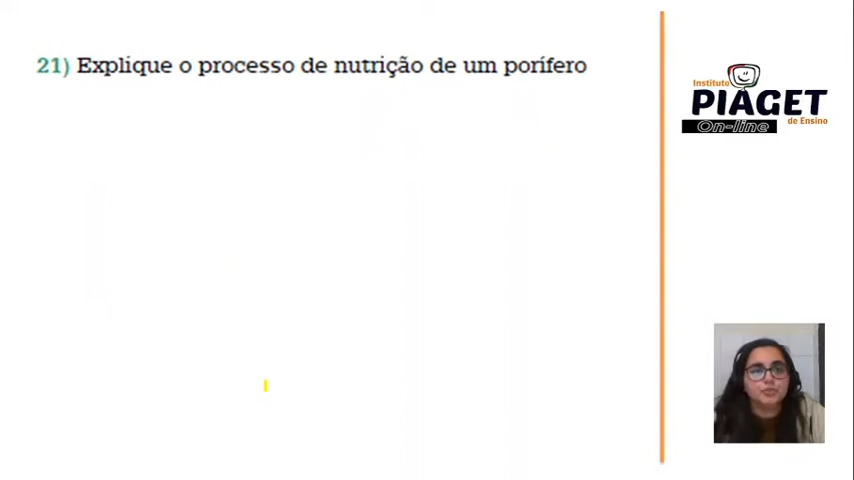 21) Explique o processo de nutrição de um porífero
Instituto
PIAGET
de Ensino
On-line